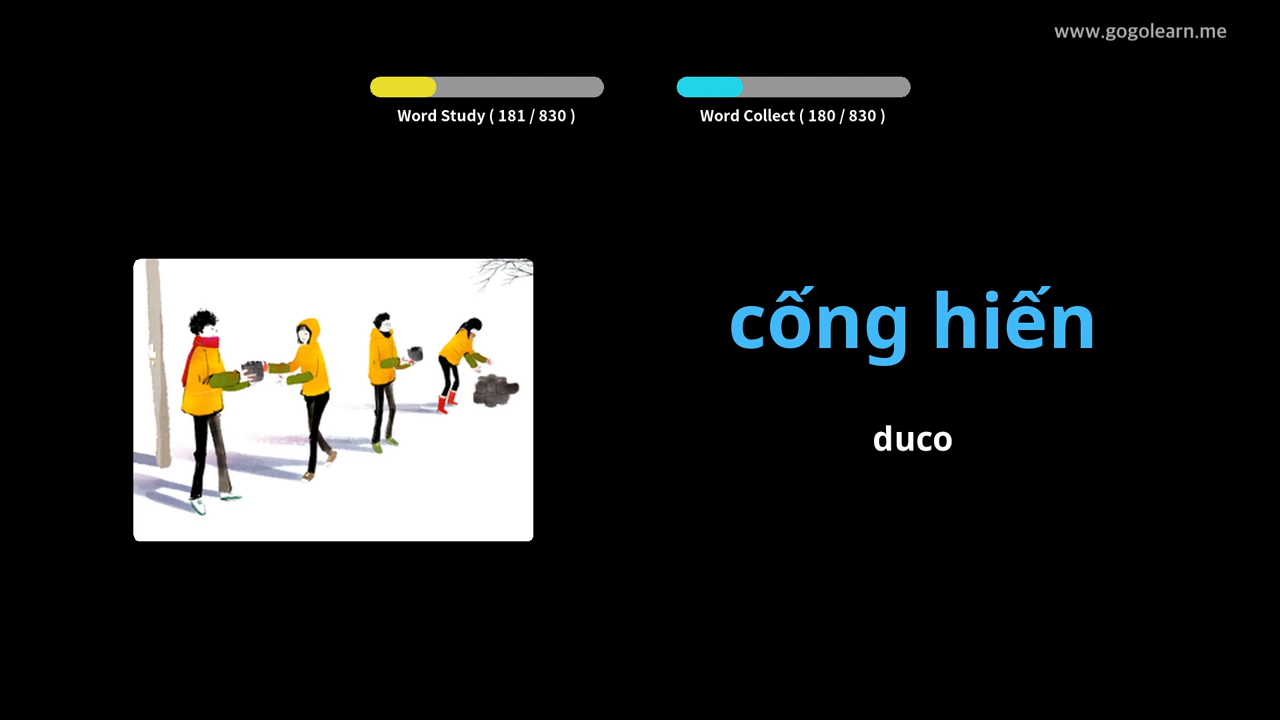 www.gogolearn.me
Word Study ( 181 / 830 )
Word Collect ( 180 / 830 )
cống hiến
duco